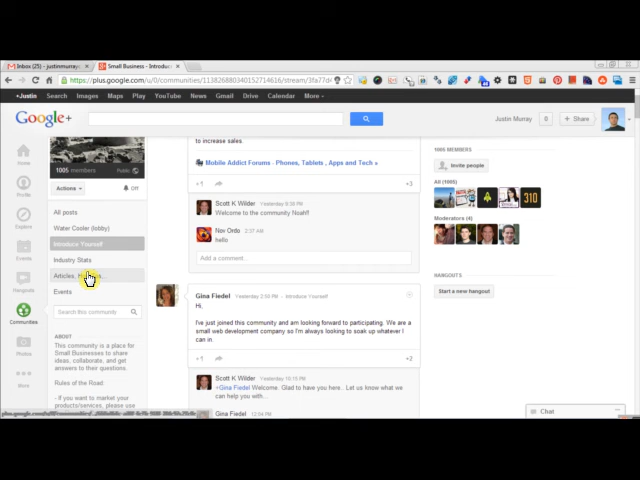 Inbox (25) - justinmurray
Small Business - Introduc
https://plus.google.com/u/0/communities/113826880340152714616/stream/3fa77d4
+Justin Search Images Maps Play YouTube News Gmail Drive Calendar More
Google+
Justin Murray 0 + Share
Home
Profile
Explore
Events
Hangouts
Communities
Photos
More
1005 members Public
Actions Off
All posts
Water Cooler (lobby)
Introduce Yourself
Industry Stats
Articles,
Events
Search this community
ABOUT
This community is a place for
Small Businesses to share
ideas, collaborate, and get
answers to their questions.
Rules of the Road:
- If you want to market your
products/services, please use
to increase sales.
Mobile Addict Forums - Phones, Tablets , Apps and Tech »
+1 +3
Scott K Wilder Yesterday 9:30 PM
Welcome to the community Noah!!
Nov Ordo 2:37 AM
hello
Add a comment...
Gina Fiedel Yesterday 2:50 PM - Introduce Yourself
Hi,
I've just joined this community and am looking forward to participating. We are a
small web development company so I'm always looking to soak up whatever I
can in.
+1 +2
Scott K Wilder Yesterday 10:15 PM
+Gina Fiedel Welcome. Glad to have you here.. Let us know what we
can help you with...
Gina Fiedel 12:04 PM
1005 MEMBERS
Invite people
All (1005)
310
Moderators (4)
HANGOUTS
Start a new hangout
Chat